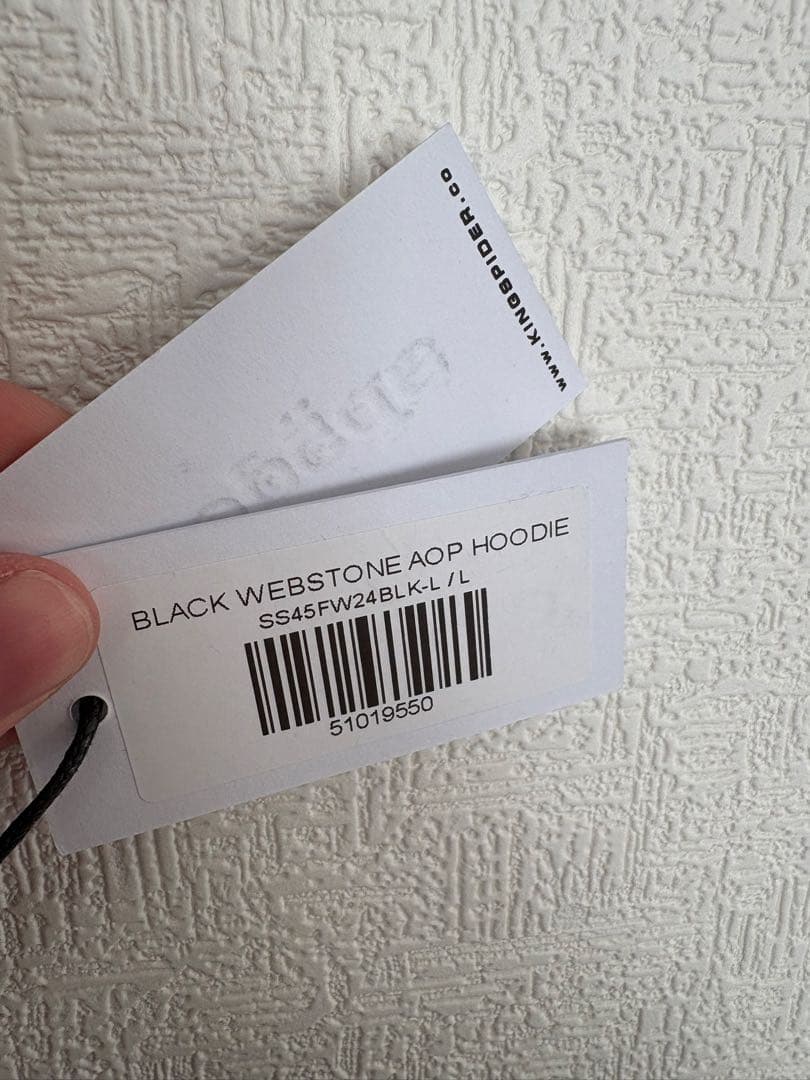 www.KINGSPIDER.CO
BLACK WEBSTONE AOP HOODIE
SS45FW24BLK-L / L
51019550